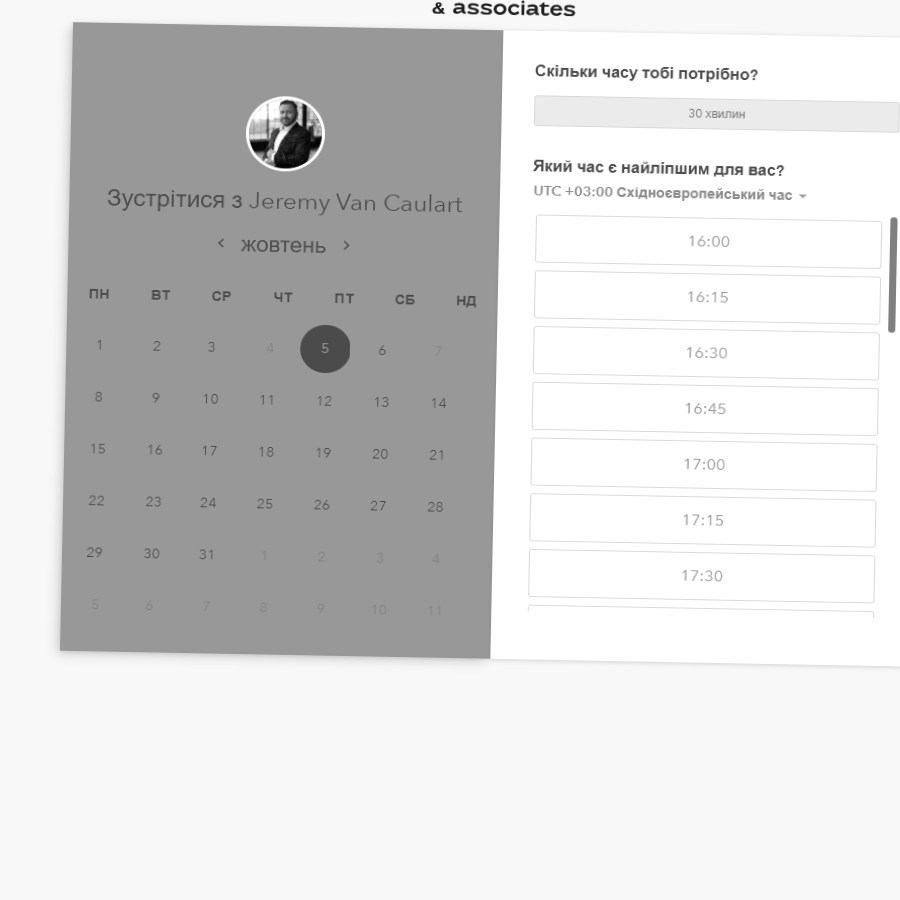 & associates
Зустрітися з Jeremy Van Caulart
жовтень
ПН ВТ СР ЧТ ПТ СБ НД
1 2 3 4 5 6 7
8 9 10 11 12 13 14
15 16 17 18 19 20 21
22 23 24 25 26 27 28
29 30 31 1 2 3 4
5 6 7 8 9 10 11
Скільки часу тобі потрібно?
30 хвилин
Який час є найліпшим для вас?
UTC +03:00 Східноєвропейський час
16:00
16:15
16:30
16:45
17:00
17:15
17:30